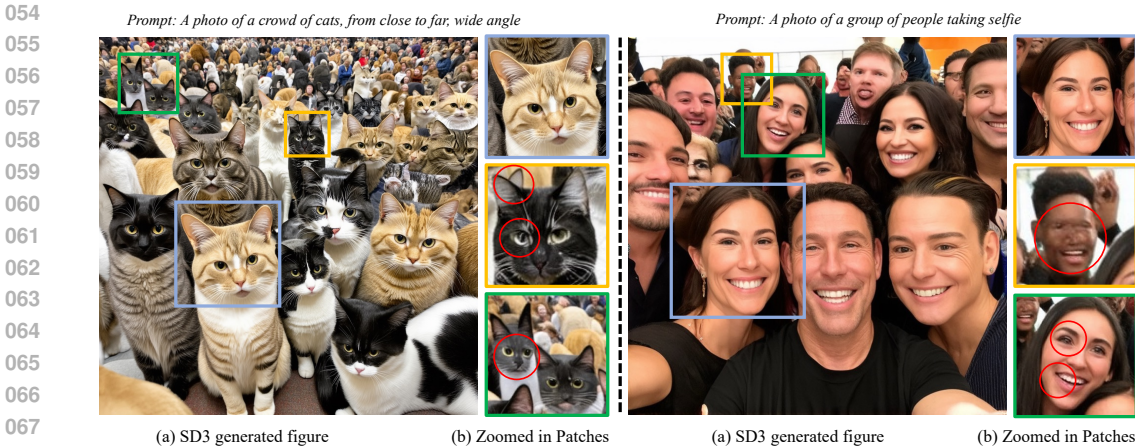 054
055
056
057
058
059
060
061
062
063
064
065
066
067
Prompt: A photo of a crowd of cats, from close to far, wide angle
Prompt: A photo of a group of people taking selfie
(a) SD3 generated figure
(b) Zoomed in Patches
(a) SD3 generated figure
(b) Zoomed in Patches